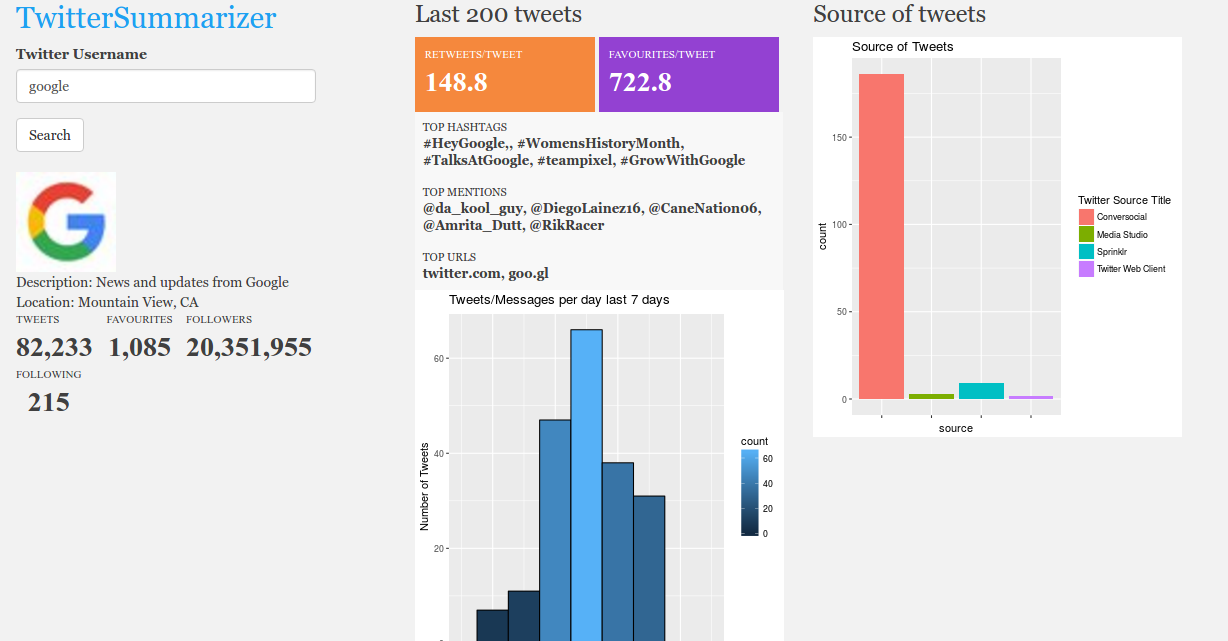 TwitterSummarizer
Twitter Username
google
Search
G
Description: News and updates from Google
Location: Mountain View, CA
TWEETS FAVOURITES FOLLOWERS
82,233 1,085 20,351,955
FOLLOWING
215
Last 200 tweets
RETWEETS/TWEET
148.8
FAVOURITES/TWEET
722.8
TOP HASHTAGS
#HeyGoogle,, #WomensHistoryMonth,
#TalksAtGoogle, #teampixel, #GrowWithGoogle
TOP MENTIONS
@da_kool_guy, @DiegoLainez16, @CaneNation06,
@Amrita_Dutt, @RikRacer
TOP URLS
twitter.com, goo.gl
Tweets/Messages per day last 7 days
Number of Tweets
60
40
20
count
60
40
20
0
Source of tweets
Source of Tweets
count
150
100
50
0
source
Twitter Source Title
Conversocial
Media Studio
Sprinklr
Twitter Web Client